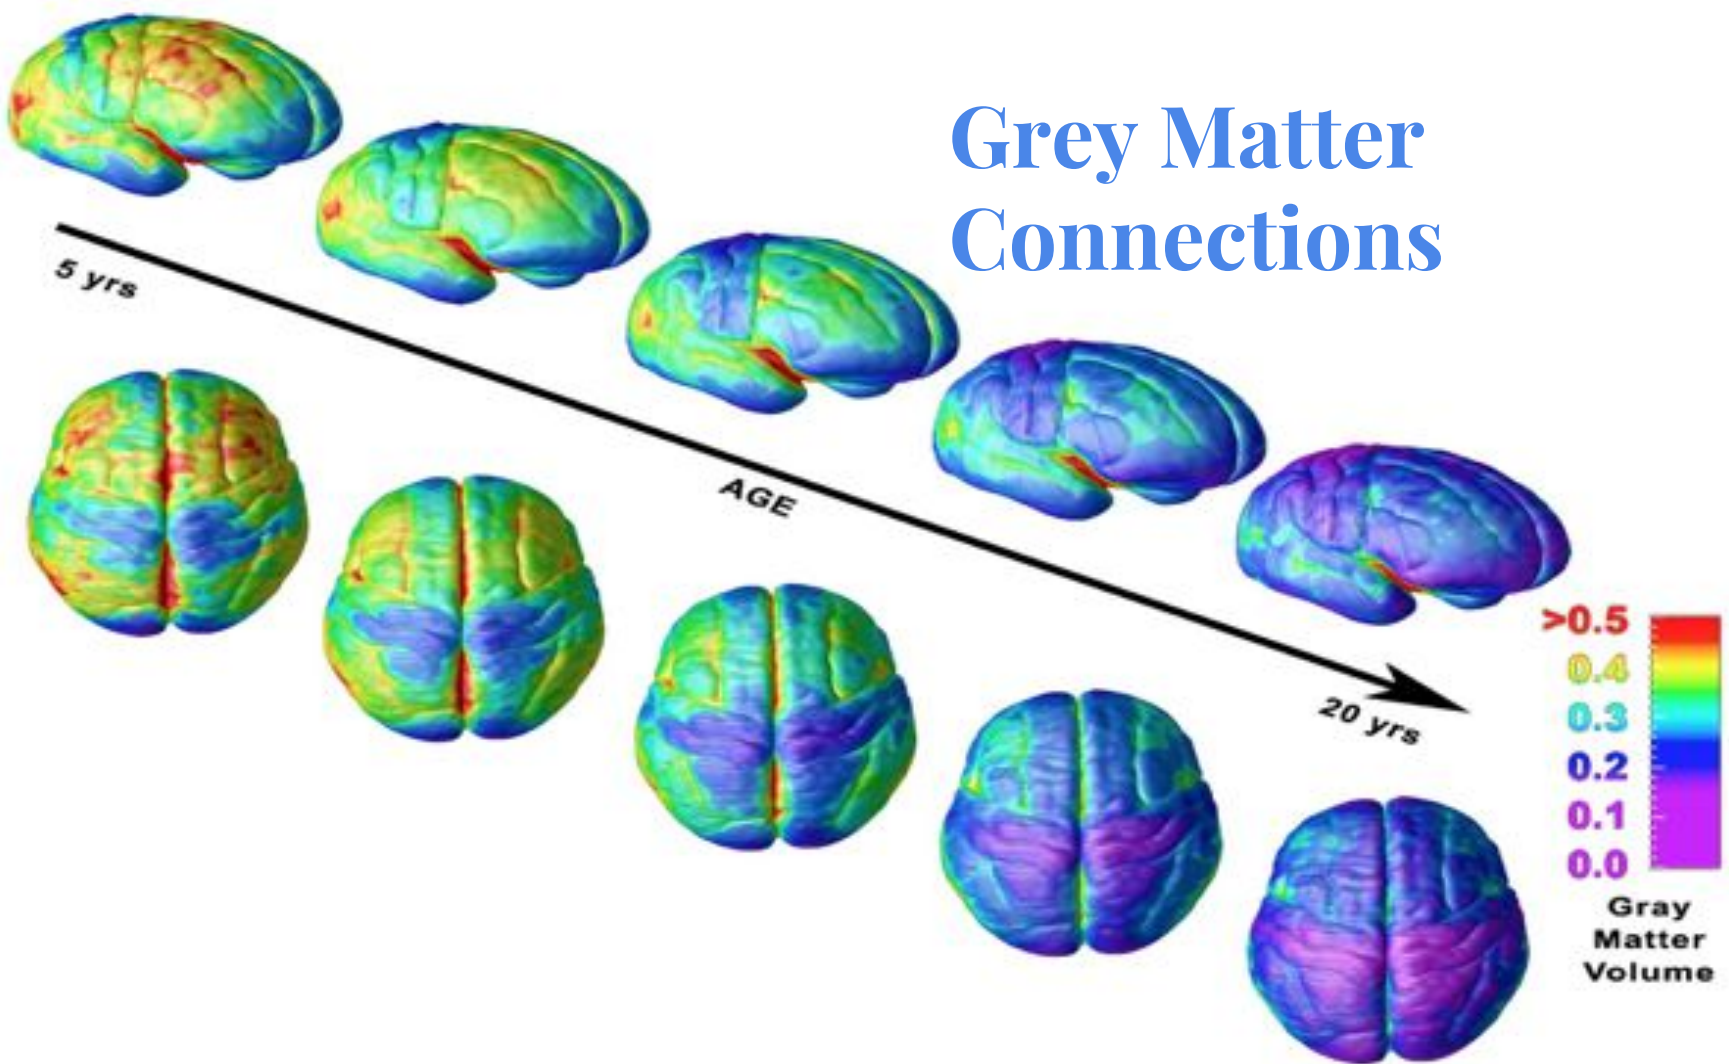 Grey Matter
Connections
5 yrs
AGE
20 yrs
>0.5
0.4
0.3
0.2
0.1
0.0
Gray
Matter
Volume